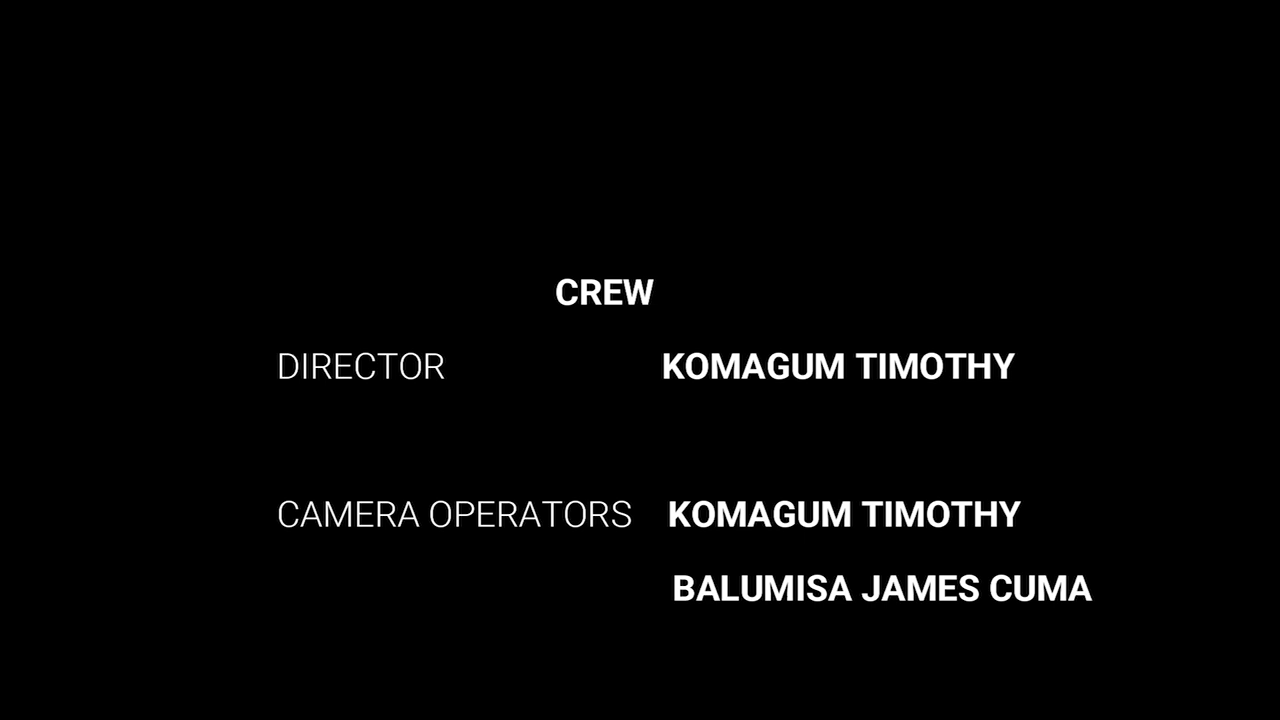 CREW
DIRECTOR KOMAGUM TIMOTHY
CAMERA OPERATORS KOMAGUM TIMOTHY
BALUMISA JAMES CUMA